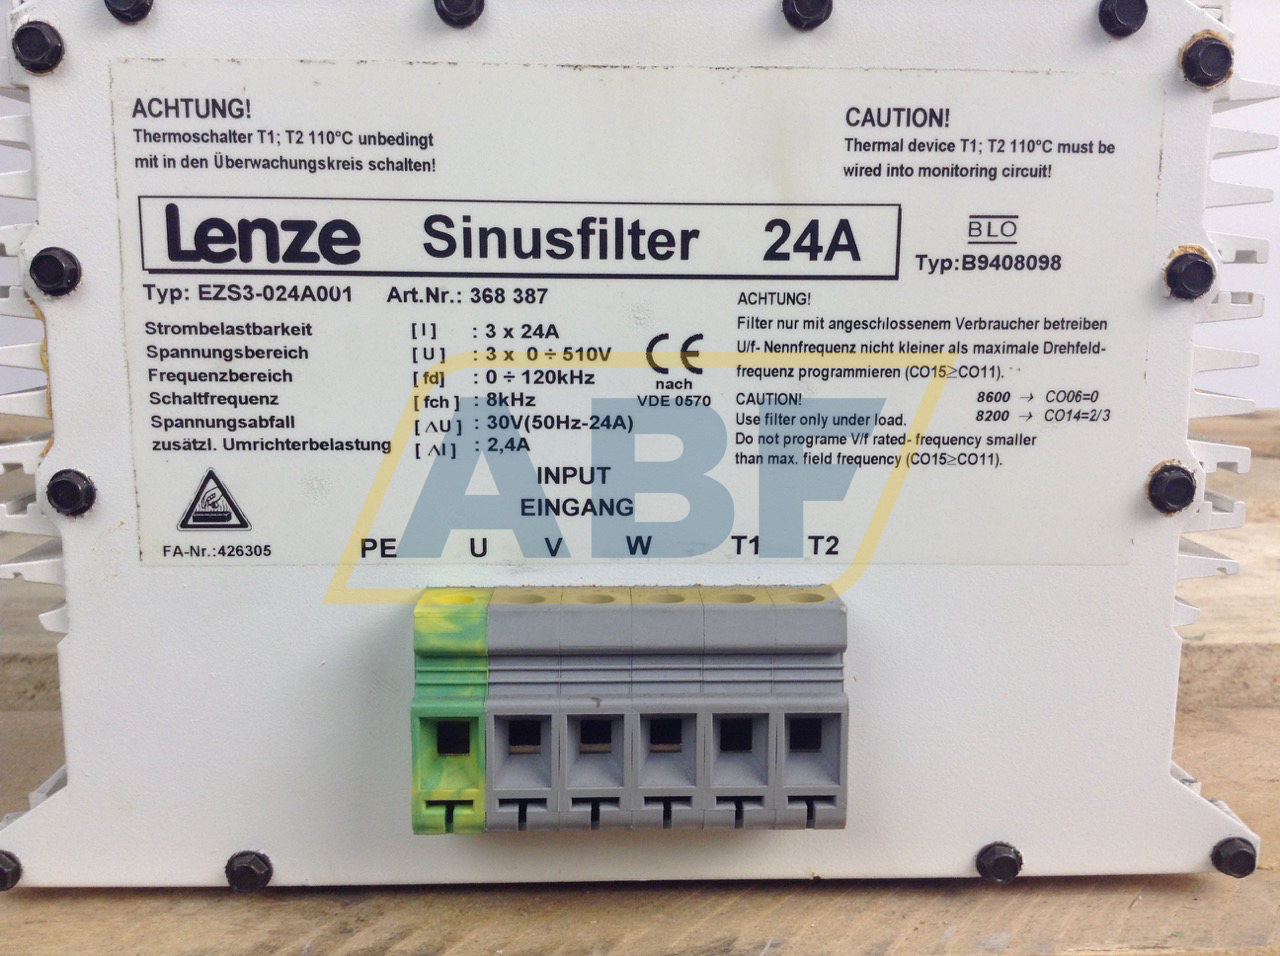 ACHTUNG!
Thermoschalter T1; T2 110°C unbedingt
mit in den Überwachungskreis schalten!
CAUTION!
Thermal device T1; T2 110°C must be
wired into monitoring circuit!
Lenze Sinusfilter 24A
BLO
Typ:B9408098
Typ: EZS3-024A001 Art.Nr.: 368 387
Strombelastbarkeit [ I ] : 3 x 24A
Spannungsbereich [ U ] : 3 x 0 ÷ 510V
Frequenzbereich [ fd] : 0 ÷ 120kHz
Schaltfrequenz [ fch ] : 8kHz
Spannungsabfall [ ΔU ] : 30V(50Hz-24A)
zusätzl. Umrichterbelastung [ ΔI ] : 2,4A
CE
nach
VDE 0570
ACHTUNG!
Filter nur mit angeschlossenem Verbraucher betreiben
U/f- Nennfrequenz nicht kleiner als maximale Drehfeld-
frequenz programmieren (CO15≥CO11).
CAUTION! 8600 → CO06=0
Use filter only under load. 8200 → CO14=2/3
Do not programe V/f rated- frequency smaller
than max. field frequency (CO15≥CO11).
INPUT
EINGANG
FA-Nr.:426305
PE U V W T1 T2
ABF